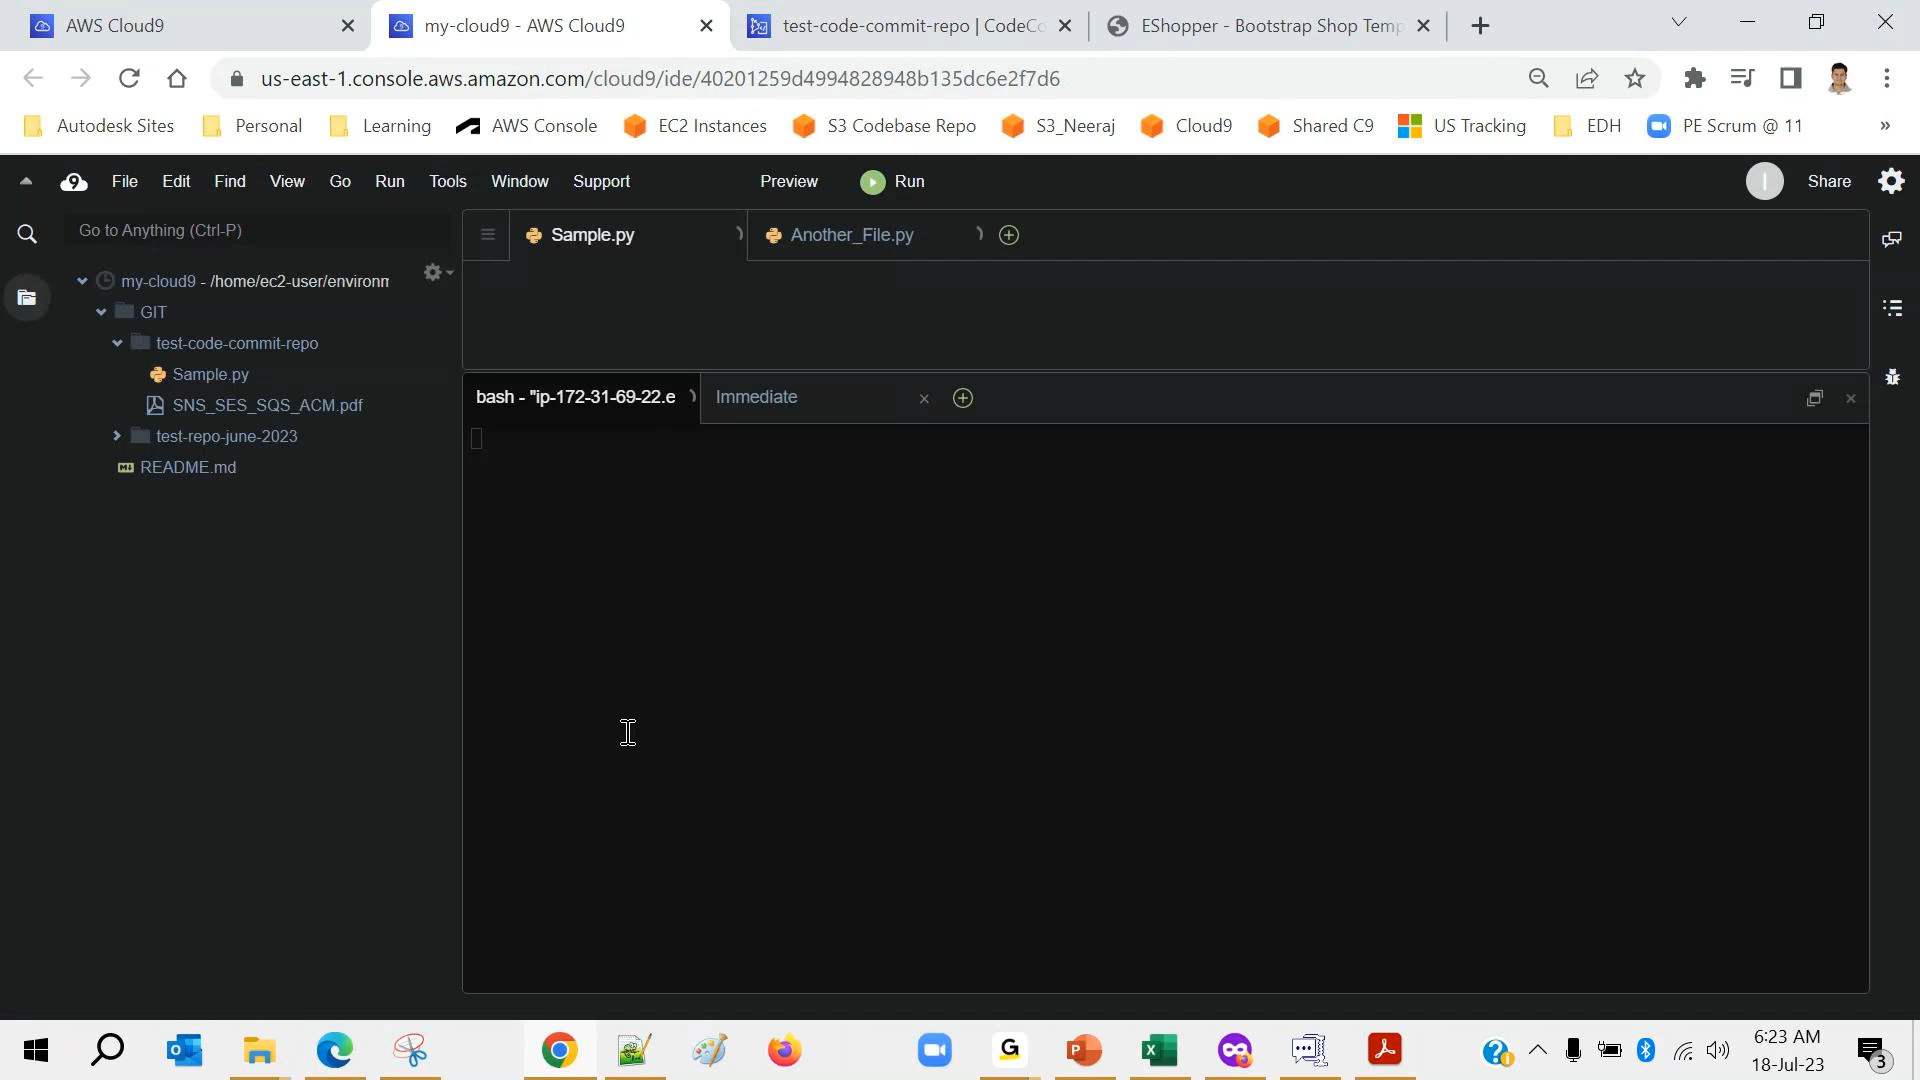 AWS Cloud9
my-cloud9 - AWS Cloud9
test-code-commit-repo | CodeCo
EShopper - Bootstrap Shop Temp
us-east-1.console.aws.amazon.com/cloud9/ide/40201259d4994828948b135dc6e2f7d6
Autodesk Sites
Personal
Learning
AWS Console
EC2 Instances
S3 Codebase Repo
S3_Neeraj
Cloud9
Shared C9
US Tracking
EDH
PE Scrum @ 11
»
File
Edit
Find
View
Go
Run
Tools
Window
Support
Preview
Run
I
Share
Go to Anything (Ctrl-P)
Sample.py
Another_File.py
my-cloud9 - /home/ec2-user/environm
GIT
test-code-commit-repo
Sample.py
SNS_SES_SQS_ACM.pdf
test-repo-june-2023
README.md
bash - "ip-172-31-69-22.e
Immediate
6:23 AM
18-Jul-23
3